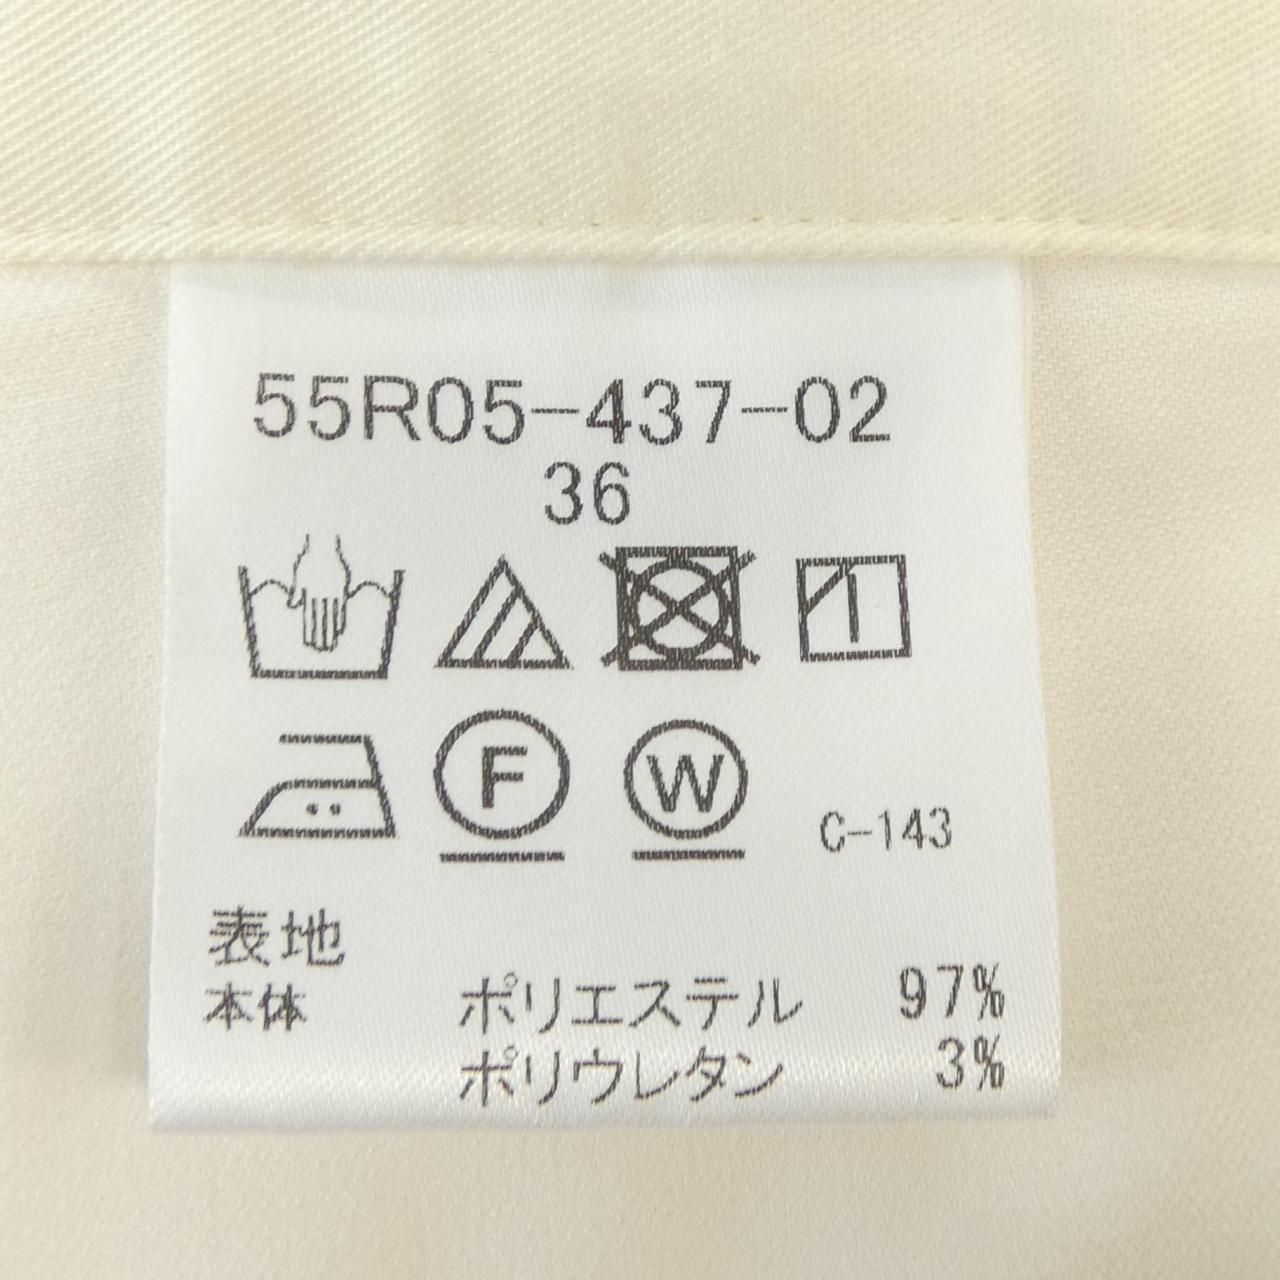 55R05-437-02
36
F W C-143
表地
本体 ポリエステル 97%
ポリウレタン 3%